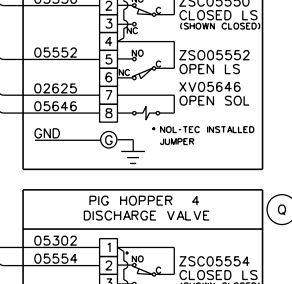 2
ZSC05550
C
CLOSED LS
3
(SHOWN CLOSED)
NC
4
05552
5
NO
ZSO05552
6
NC
C
OPEN LS
02625
7
XV05646
05646
8
OPEN SOL
GND
G
* NOL-TEC INSTALLED
JUMPER
PIG HOPPER 4
DISCHARGE VALVE
Q
05302
1
*
05554
2
NO
ZSC05554
C
CLOSED LS
3